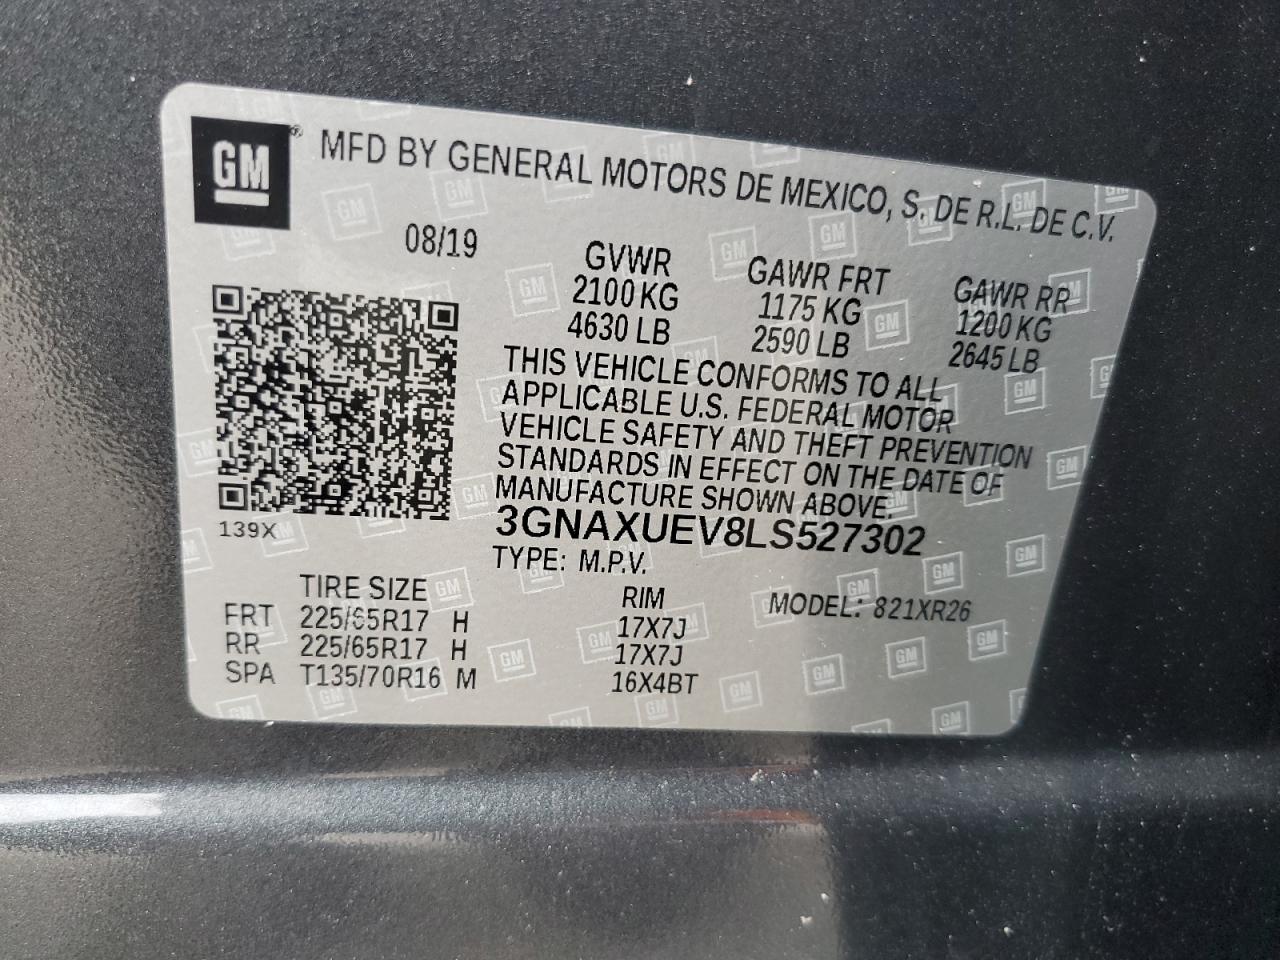 GM ® MFD BY GENERAL MOTORS DE MEXICO, S. DE R.L. DE C.V.
08/19
GVWR GAWR FRT GAWR RR
2100 KG 1175 KG 1200 KG
4630 LB 2590 LB 2645 LB
THIS VEHICLE CONFORMS TO ALL
APPLICABLE U.S. FEDERAL MOTOR
VEHICLE SAFETY AND THEFT PREVENTION
STANDARDS IN EFFECT ON THE DATE OF
MANUFACTURE SHOWN ABOVE.
139X
3GNAXUEV8LS527302
TYPE: M.P.V.
TIRE SIZE RIM MODEL: 821XR26
FRT 225/65R17 H 17X7J
RR 225/65R17 H 17X7J
SPA T135/70R16 M 16X4BT